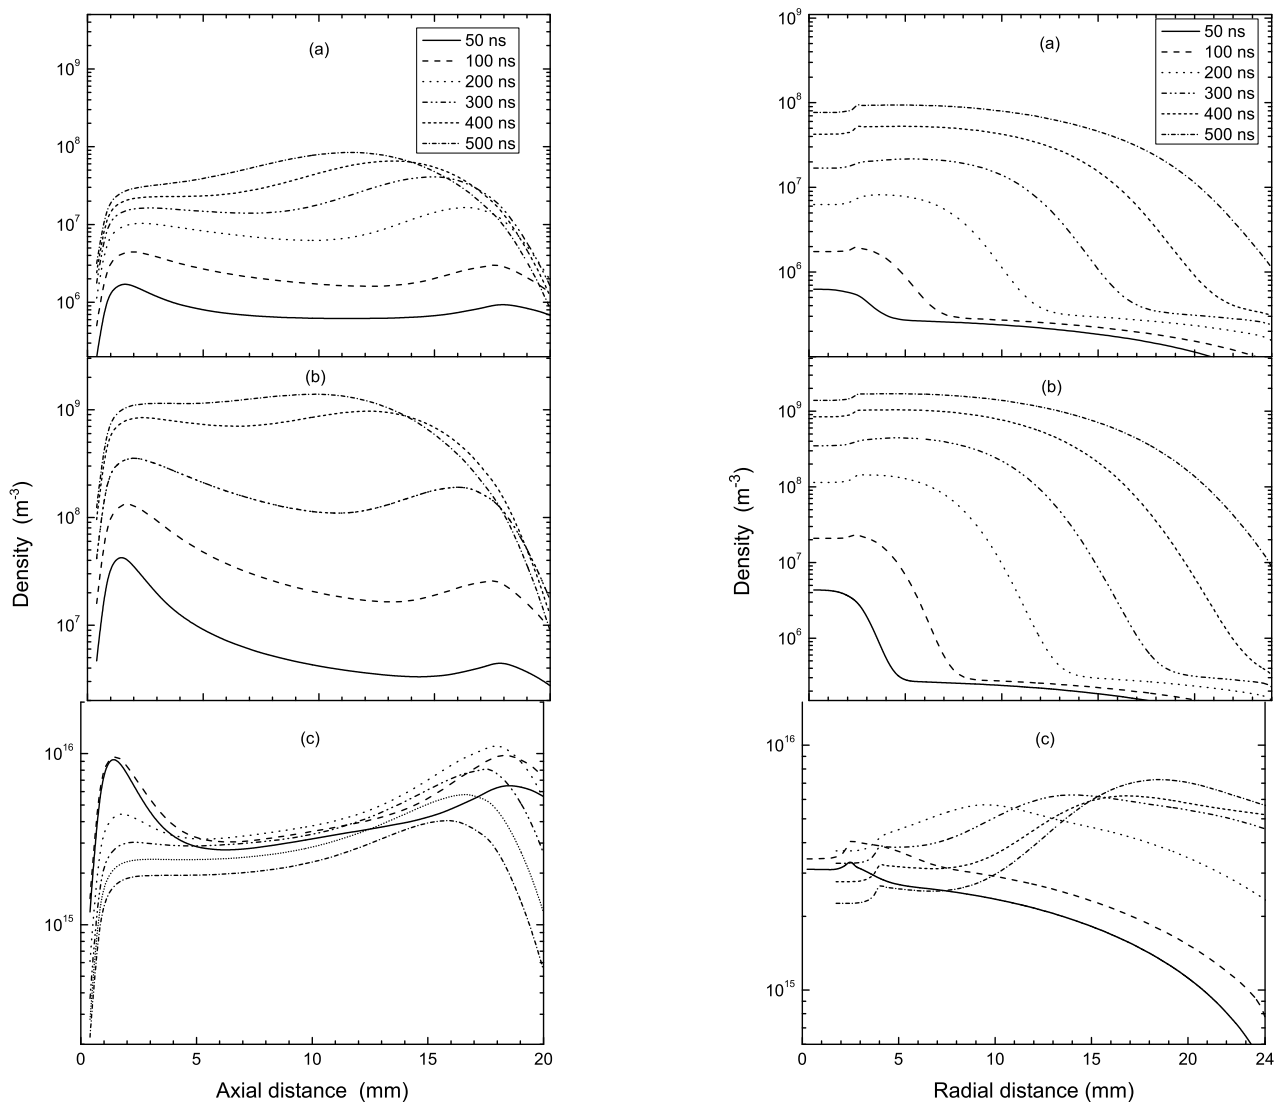 (a)
50 ns
100 ns
200 ns
300 ns
400 ns
500 ns
10^9
10^8
10^7
10^6
(b)
10^9
10^8
10^7
(c)
10^16
10^15
0 5 10 15 20
Axial distance (mm)
Density (m^-3)
(a)
50 ns
100 ns
200 ns
300 ns
400 ns
500 ns
10^9
10^8
10^7
10^6
(b)
10^9
10^8
10^7
10^6
(c)
10^16
10^15
0 5 10 15 20 24
Radial distance (mm)
Density (m^-3)